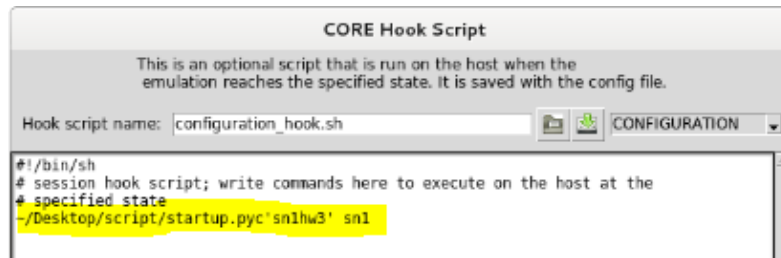 CORE Hook Script
This is an optional script that is run on the host when the
emulation reaches the specified state. It is saved with the config file.
Hook script name: configuration_hook.sh CONFIGURATION
#!/bin/sh
# session hook script; write commands here to execute on the host at the
# specified state
~/Desktop/script/startup.pyc'sn1hw3' sn1